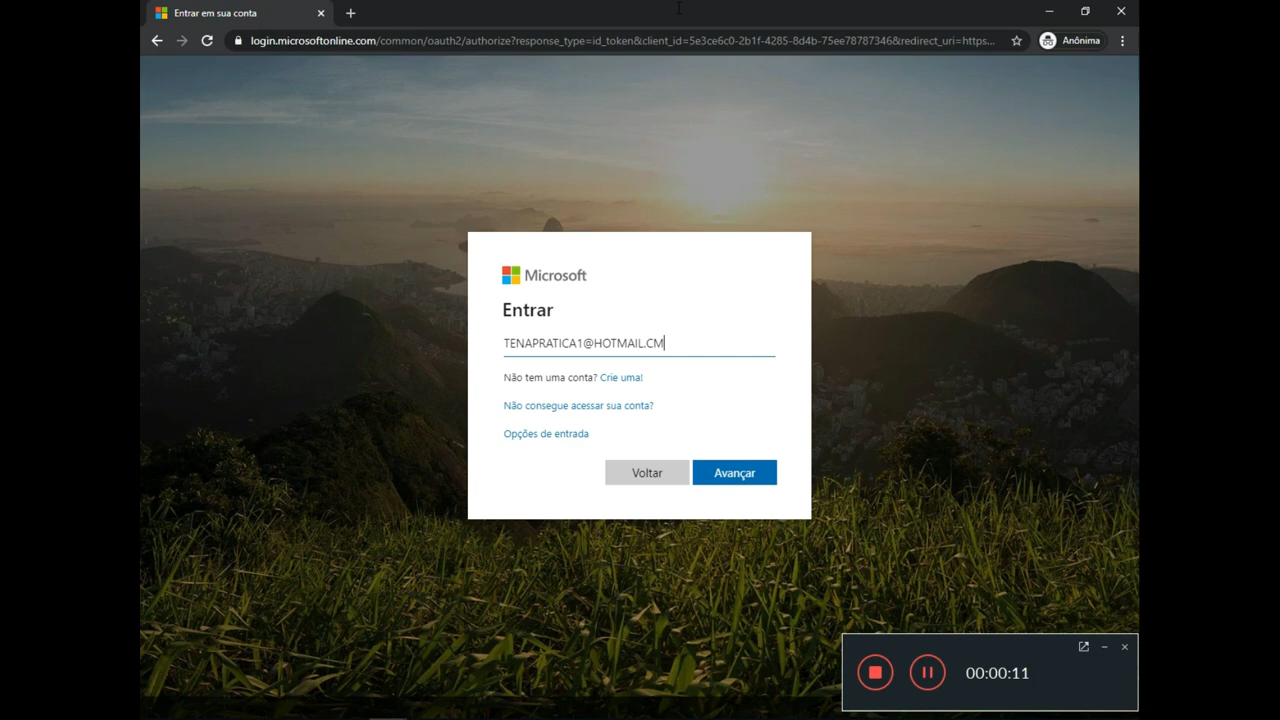 Entrar em sua conta
login.microsoftonline.com/common/oauth2/authorize?response_type=id_token&client_id=5e3ce6c0-2b1f-4285-8d4b-75ee78787346&redirect_uri=https...
Anônima
Microsoft
Entrar
TENAPRATICA1@HOTMAIL.CM
Não tem uma conta? Crie uma!
Não consegue acessar sua conta?
Opções de entrada
Voltar
Avançar
00:00:11